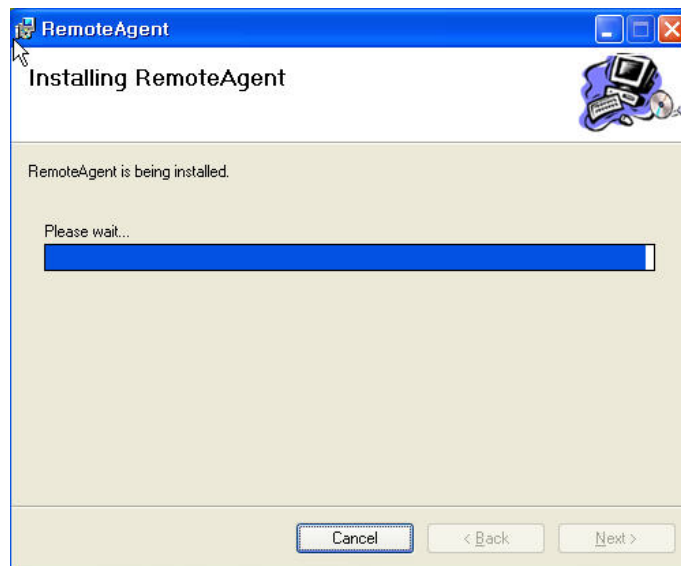 RemoteAgent
Installing RemoteAgent
RemoteAgent is being installed.
Please wait...
Cancel
< Back
Next >